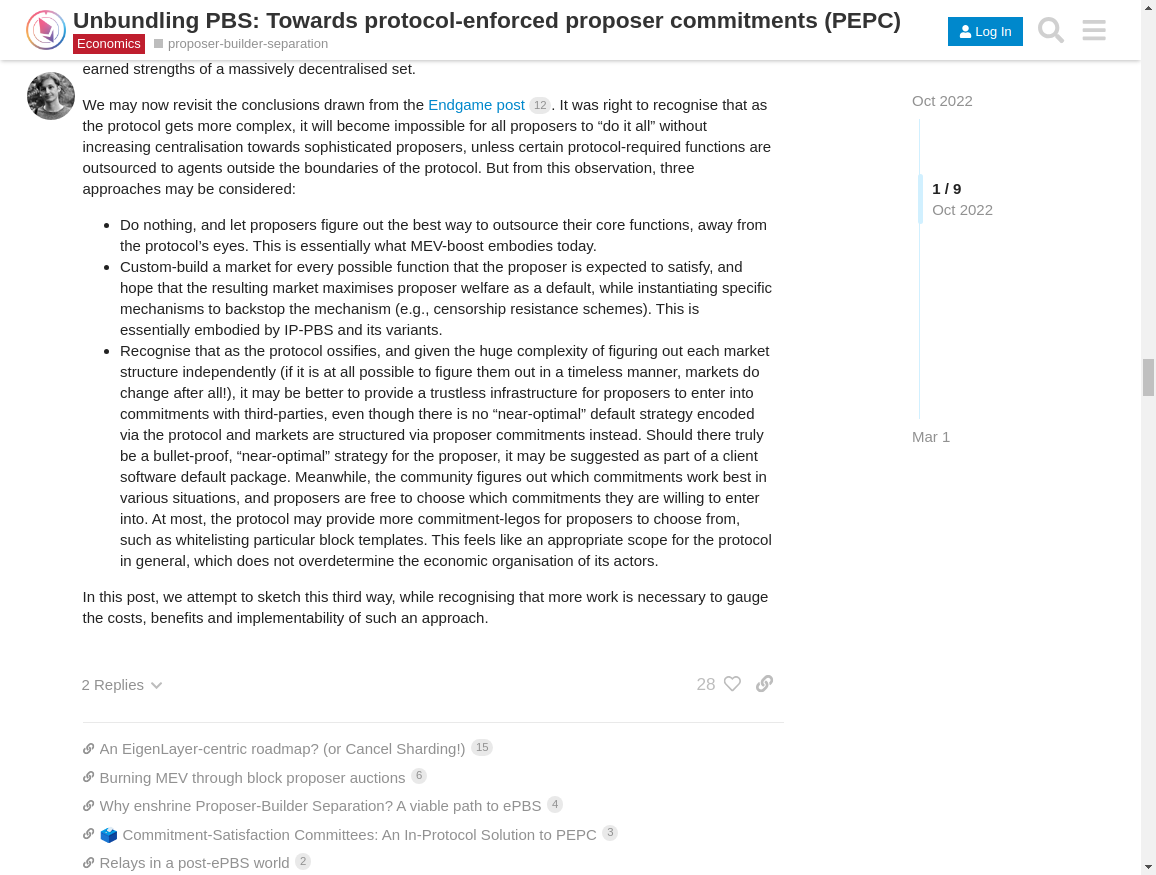 Unbundling PBS: Towards protocol-enforced proposer commitments (PEPC)
Economics
proposer-builder-separation
Log In
earned strengths of a massively decentralised set.
We may now revisit the conclusions drawn from the Endgame post 12. It was right to recognise that as
the protocol gets more complex, it will become impossible for all proposers to “do it all” without
increasing centralisation towards sophisticated proposers, unless certain protocol-required functions are
outsourced to agents outside the boundaries of the protocol. But from this observation, three
approaches may be considered:
Do nothing, and let proposers figure out the best way to outsource their core functions, away from
the protocol’s eyes. This is essentially what MEV-boost embodies today.
Custom-build a market for every possible function that the proposer is expected to satisfy, and
hope that the resulting market maximises proposer welfare as a default, while instantiating specific
mechanisms to backstop the mechanism (e.g., censorship resistance schemes). This is
essentially embodied by IP-PBS and its variants.
Recognise that as the protocol ossifies, and given the huge complexity of figuring out each market
structure independently (if it is at all possible to figure them out in a timeless manner, markets do
change after all!), it may be better to provide a trustless infrastructure for proposers to enter into
commitments with third-parties, even though there is no “near-optimal” default strategy encoded
via the protocol and markets are structured via proposer commitments instead. Should there truly
be a bullet-proof, “near-optimal” strategy for the proposer, it may be suggested as part of a client
software default package. Meanwhile, the community figures out which commitments work best in
various situations, and proposers are free to choose which commitments they are willing to enter
into. At most, the protocol may provide more commitment-legos for proposers to choose from,
such as whitelisting particular block templates. This feels like an appropriate scope for the protocol
in general, which does not overdetermine the economic organisation of its actors.
In this post, we attempt to sketch this third way, while recognising that more work is necessary to gauge
the costs, benefits and implementability of such an approach.
2 Replies
28
An EigenLayer-centric roadmap? (or Cancel Sharding!) 15
Burning MEV through block proposer auctions 6
Why enshrine Proposer-Builder Separation? A viable path to ePBS 4
Commitment-Satisfaction Committees: An In-Protocol Solution to PEPC 3
Relays in a post-ePBS world 2
Oct 2022
1 / 9
Oct 2022
Mar 1